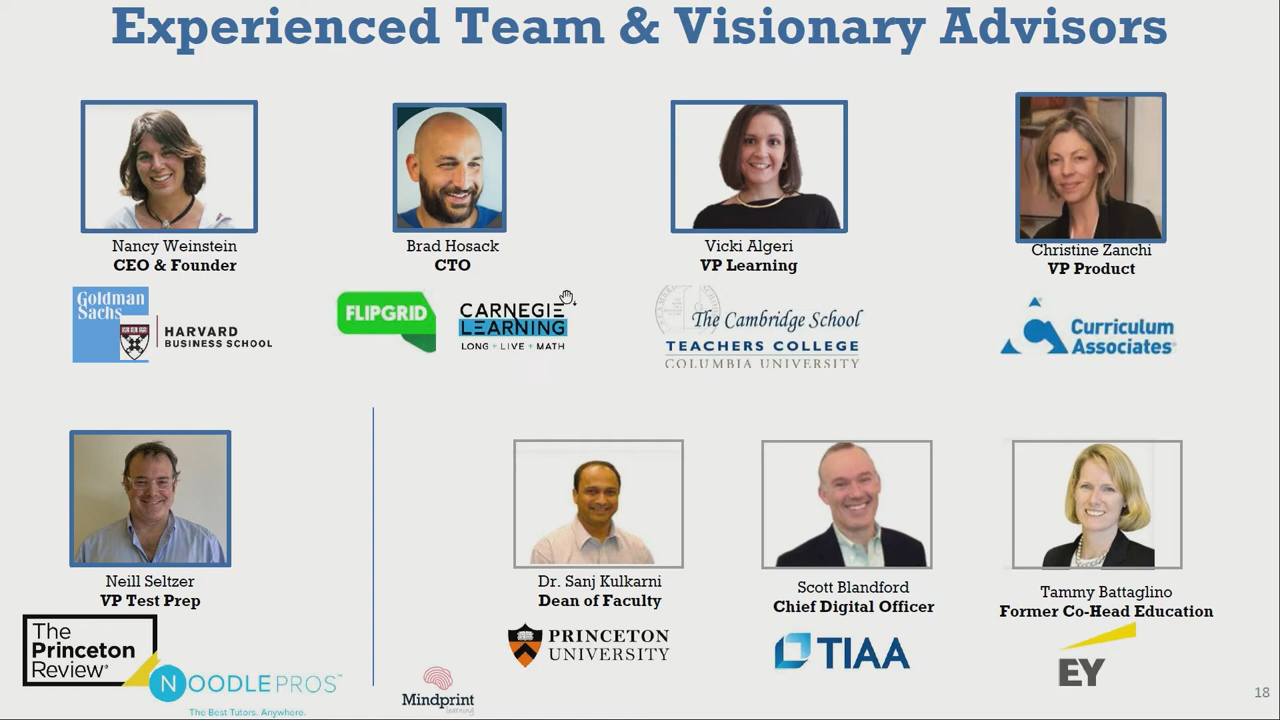 Experienced Team & Visionary Advisors
Nancy Weinstein
CEO & Founder
Brad Hosack
CTO
Vicki Algeri
VP Learning
Christine Zanchi
VP Product
Goldman
Sachs
HARVARD
BUSINESS SCHOOL
FLIPGRID
CARNEGIE
LEARNING
LONG + LIVE + MATH
The Cambridge School
TEACHERS COLLEGE
COLUMBIA UNIVERSITY
Curriculum
Associates®
Neill Seltzer
VP Test Prep
The
Princeton
Review®
NOODLEPROS™
The Best Tutors. Anywhere.
Dr. Sanj Kulkarni
Dean of Faculty
PRINCETON
UNIVERSITY
Scott Blandford
Chief Digital Officer
TIAA
Tammy Battaglino
Former Co-Head Education
EY
Mindprint
learning
18